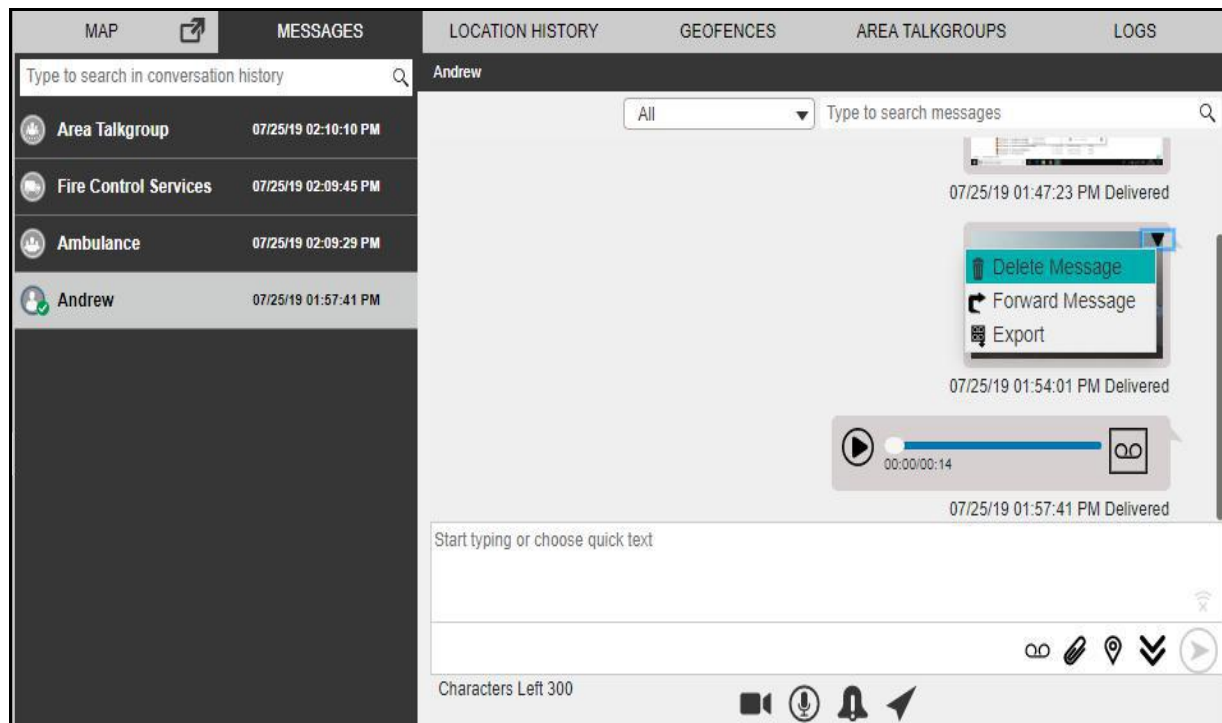 MAP MESSAGES LOCATION HISTORY GEOFENCES AREA TALKGROUPS LOGS
Type to search in conversation history
Andrew
Area Talkgroup 07/25/19 02:10:10 PM
Fire Control Services 07/25/19 02:09:45 PM
Ambulance 07/25/19 02:09:29 PM
Andrew 07/25/19 01:57:41 PM
All Type to search messages
07/25/19 01:47:23 PM Delivered
Delete Message
Forward Message
Export
07/25/19 01:54:01 PM Delivered
00:00/00:14
07/25/19 01:57:41 PM Delivered
Start typing or choose quick text
Characters Left 300